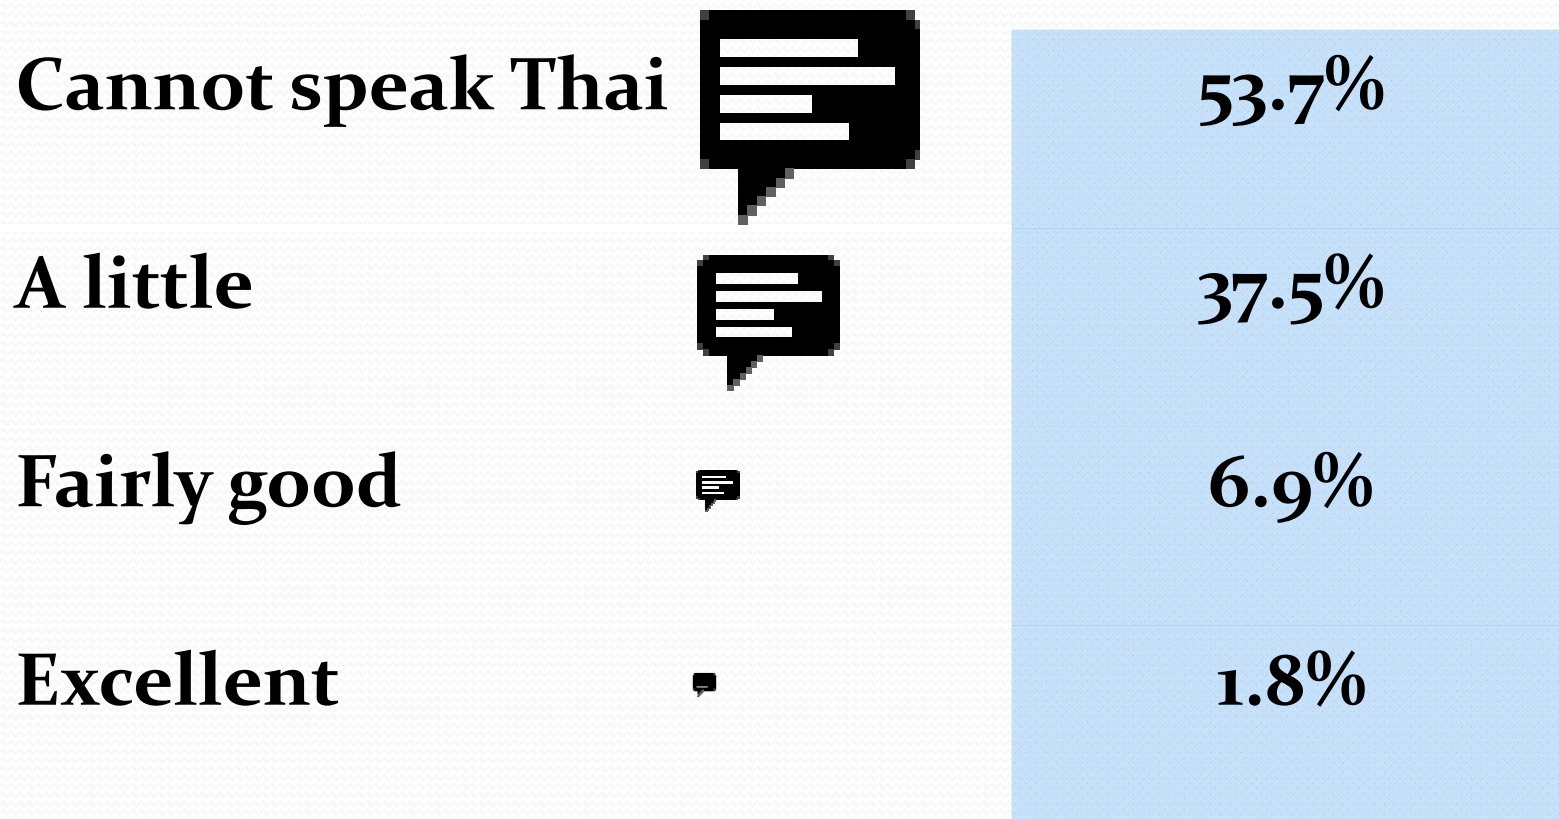 Cannot speak Thai 53.7%
A little 37.5%
Fairly good 6.9%
Excellent 1.8%